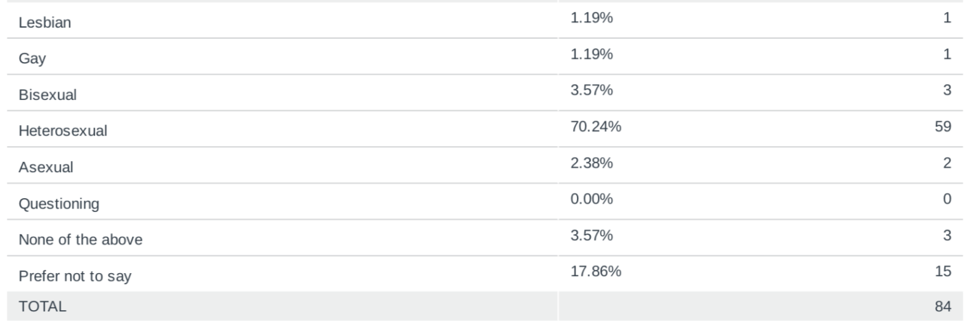 Lesbian 1.19% 1
Gay 1.19% 1
Bisexual 3.57% 3
Heterosexual 70.24% 59
Asexual 2.38% 2
Questioning 0.00% 0
None of the above 3.57% 3
Prefer not to say 17.86% 15
TOTAL 84